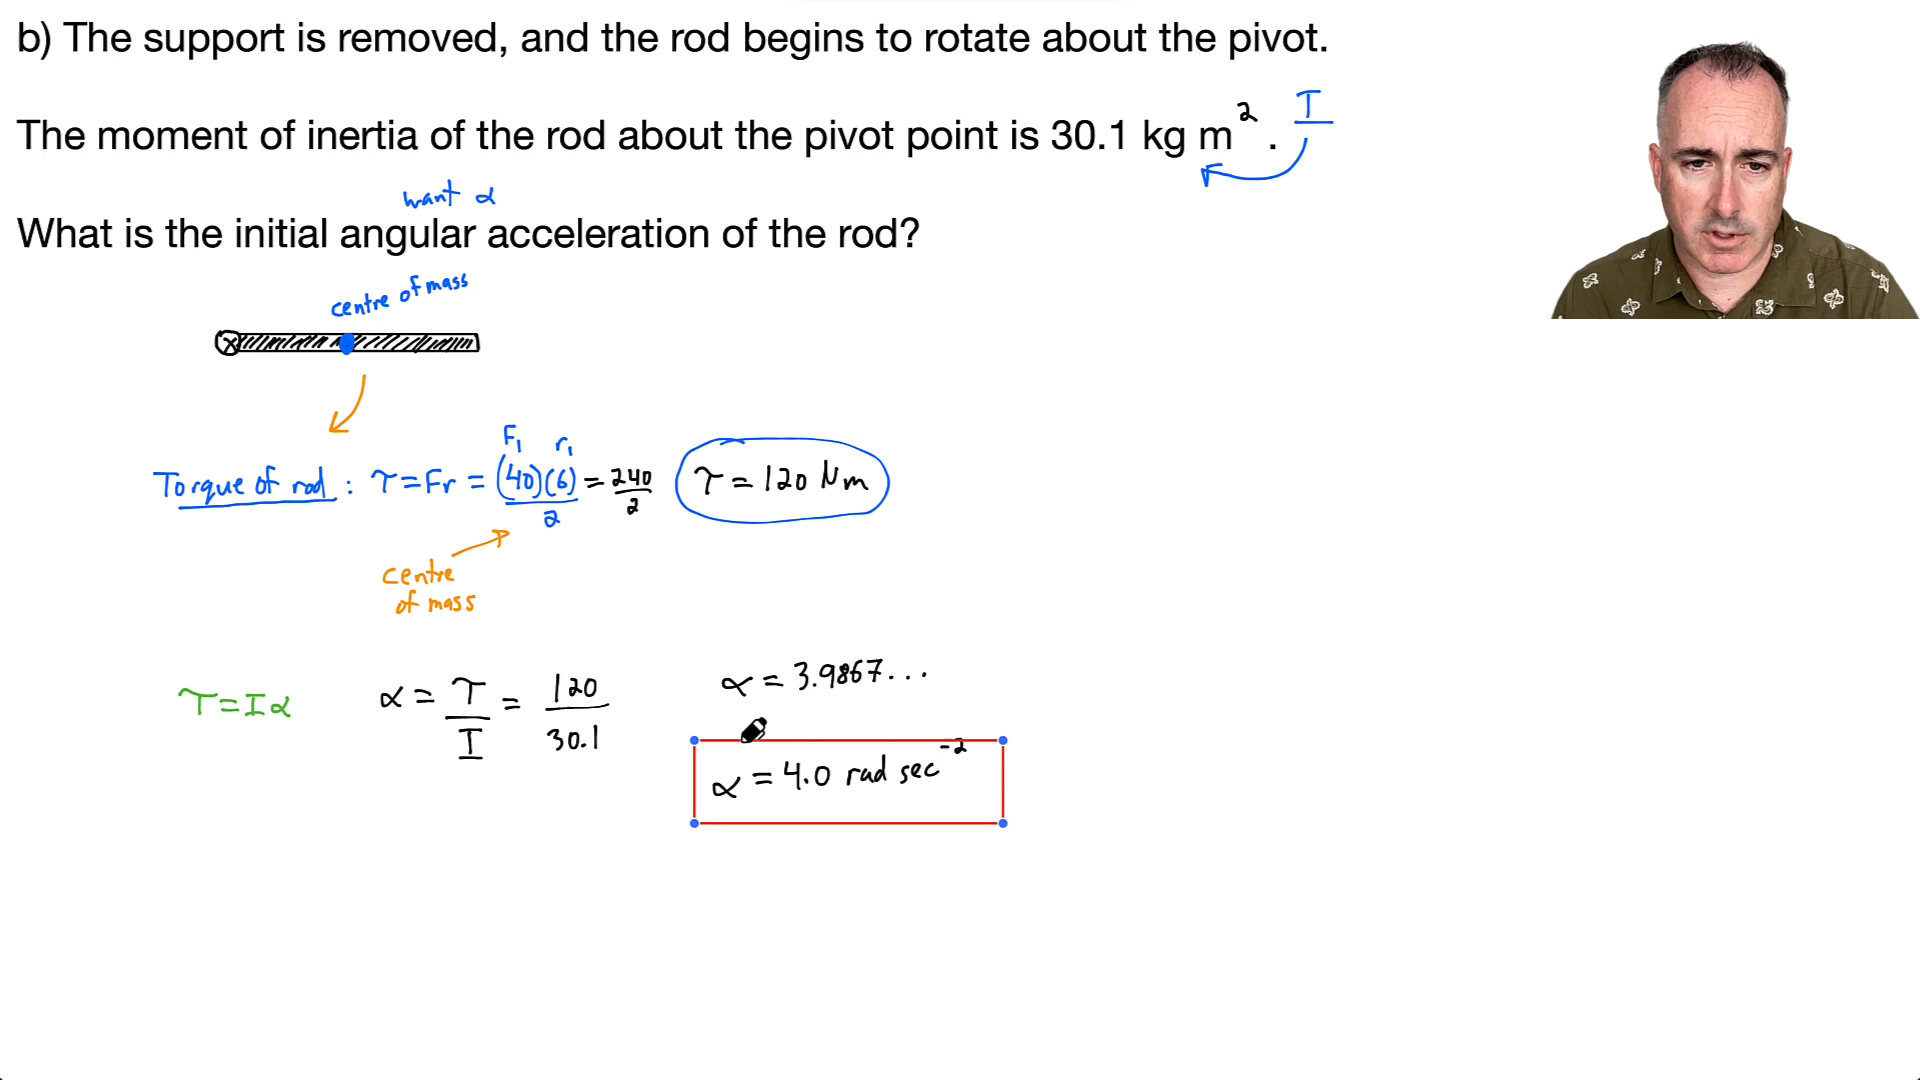 b) The support is removed, and the rod begins to rotate about the pivot.
The moment of inertia of the rod about the pivot point is 30.1 kg m². I
want α
What is the initial angular acceleration of the rod?
centre of mass
Torque of rod : τ = Fr = (40)(6)/2 = 240/2 τ = 120 Nm
F₁ r₁
centre
of mass
τ = Iα α = τ/I = 120/30.1 α = 3.9867...
α = 4.0 rad sec⁻²